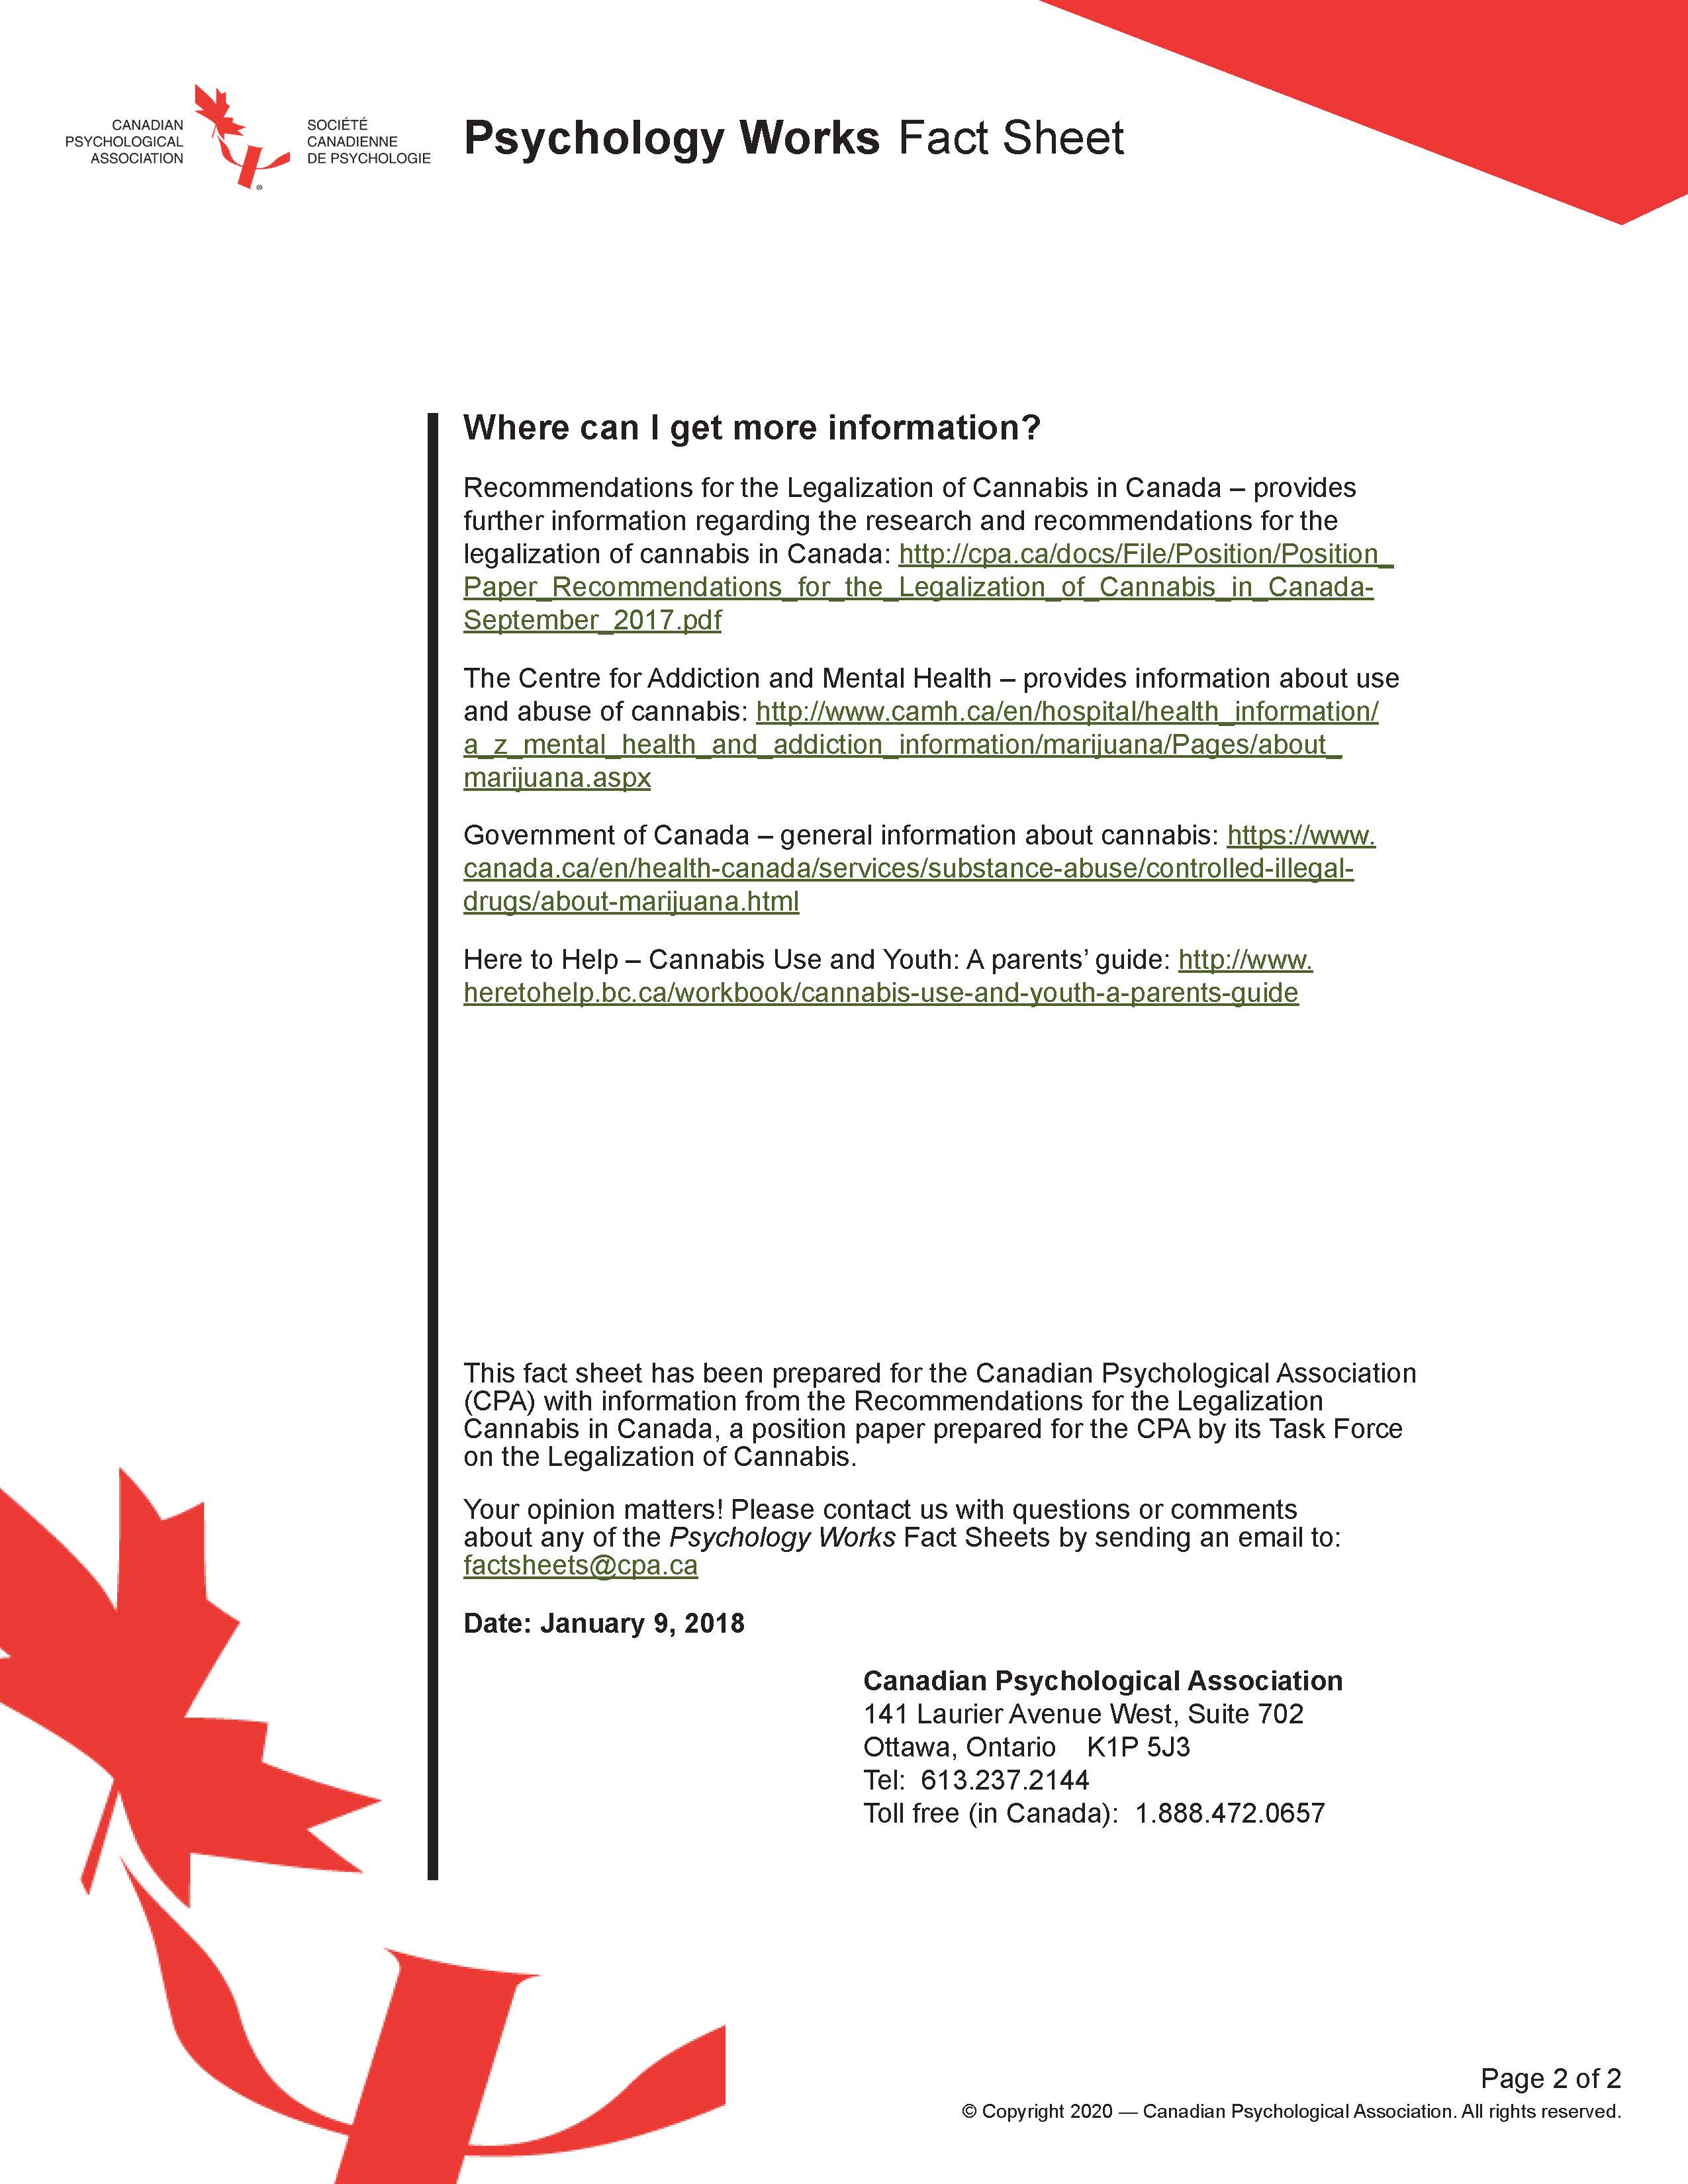 CANADIAN
PSYCHOLOGICAL
ASSOCIATION
SOCIÉTÉ
CANADIENNE
DE PSYCHOLOGIE
®
Psychology Works Fact Sheet
Where can I get more information?
Recommendations for the Legalization of Cannabis in Canada – provides
further information regarding the research and recommendations for the
legalization of cannabis in Canada: http://cpa.ca/docs/File/Position/Position_
Paper_Recommendations_for_the_Legalization_of_Cannabis_in_Canada-
September_2017.pdf
The Centre for Addiction and Mental Health – provides information about use
and abuse of cannabis: http://www.camh.ca/en/hospital/health_information/
a_z_mental_health_and_addiction_information/marijuana/Pages/about_
marijuana.aspx
Government of Canada – general information about cannabis: https://www.
canada.ca/en/health-canada/services/substance-abuse/controlled-illegal-
drugs/about-marijuana.html
Here to Help – Cannabis Use and Youth: A parents’ guide: http://www.
heretohelp.bc.ca/workbook/cannabis-use-and-youth-a-parents-guide
This fact sheet has been prepared for the Canadian Psychological Association
(CPA) with information from the Recommendations for the Legalization
Cannabis in Canada, a position paper prepared for the CPA by its Task Force
on the Legalization of Cannabis.
Your opinion matters! Please contact us with questions or comments
about any of the Psychology Works Fact Sheets by sending an email to:
factsheets@cpa.ca
Date: January 9, 2018
Canadian Psychological Association
141 Laurier Avenue West, Suite 702
Ottawa, Ontario    K1P 5J3
Tel:  613.237.2144
Toll free (in Canada):  1.888.472.0657
Page 2 of 2
© Copyright 2020 — Canadian Psychological Association. All rights reserved.